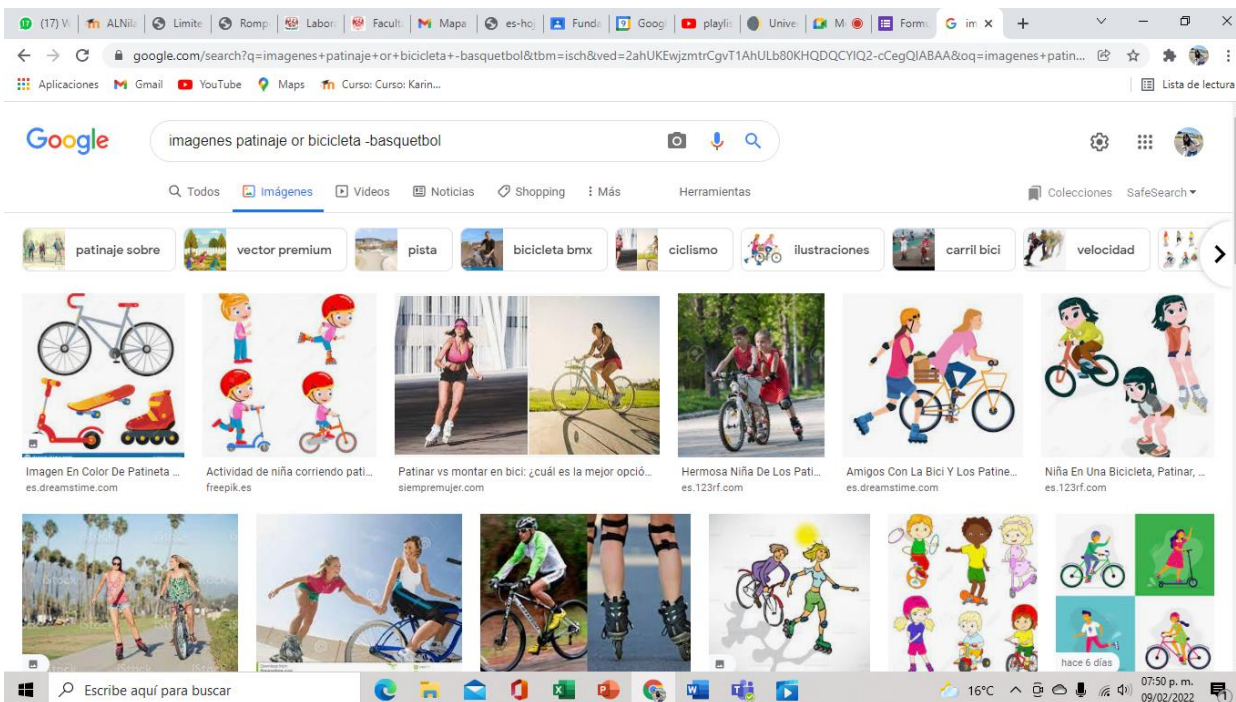 (17) W ALNila Limite Romp Labora Facult Mapa es-hoj Funda Googl playlis Unive M Formu G im
google.com/search?q=imagenes+patinaje+or+bicicleta+-basquetbol&tbm=isch&ved=2ahUKEwjzmtrCgvT1AhULb80KHQDQCYIQ2-cCegQIABAA&oq=imagenes+patin...
Aplicaciones Gmail YouTube Maps Curso: Curso: Karin... Lista de lectura
Google imagenes patinaje or bicicleta -basquetbol
Todos Imágenes Videos Noticias Shopping Más Herramientas Colecciones SafeSearch
patinaje sobre vector premium pista bicicleta bmx ciclismo ilustraciones carril bici velocidad
Imagen En Color De Patineta ... Actividad de niña corriendo pati... Patinar vs montar en bici: ¿cuál es la mejor opció... Hermosa Niña De Los Pati... Amigos Con La Bici Y Los Patine... Niña En Una Bicicleta, Patinar, ...
es.dreamstime.com freepik.es siempremujer.com es.123rf.com es.dreamstime.com es.123rf.com
iStock
hace 6 días
Escribe aquí para buscar 16°C 07:50 p. m.
09/02/2022